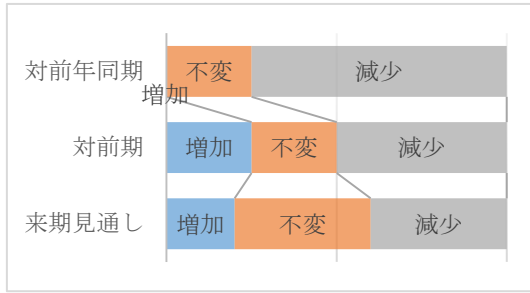 対前年同期 不変 減少
増加
対前期 増加 不変 減少
来期見通し 増加 不変 減少